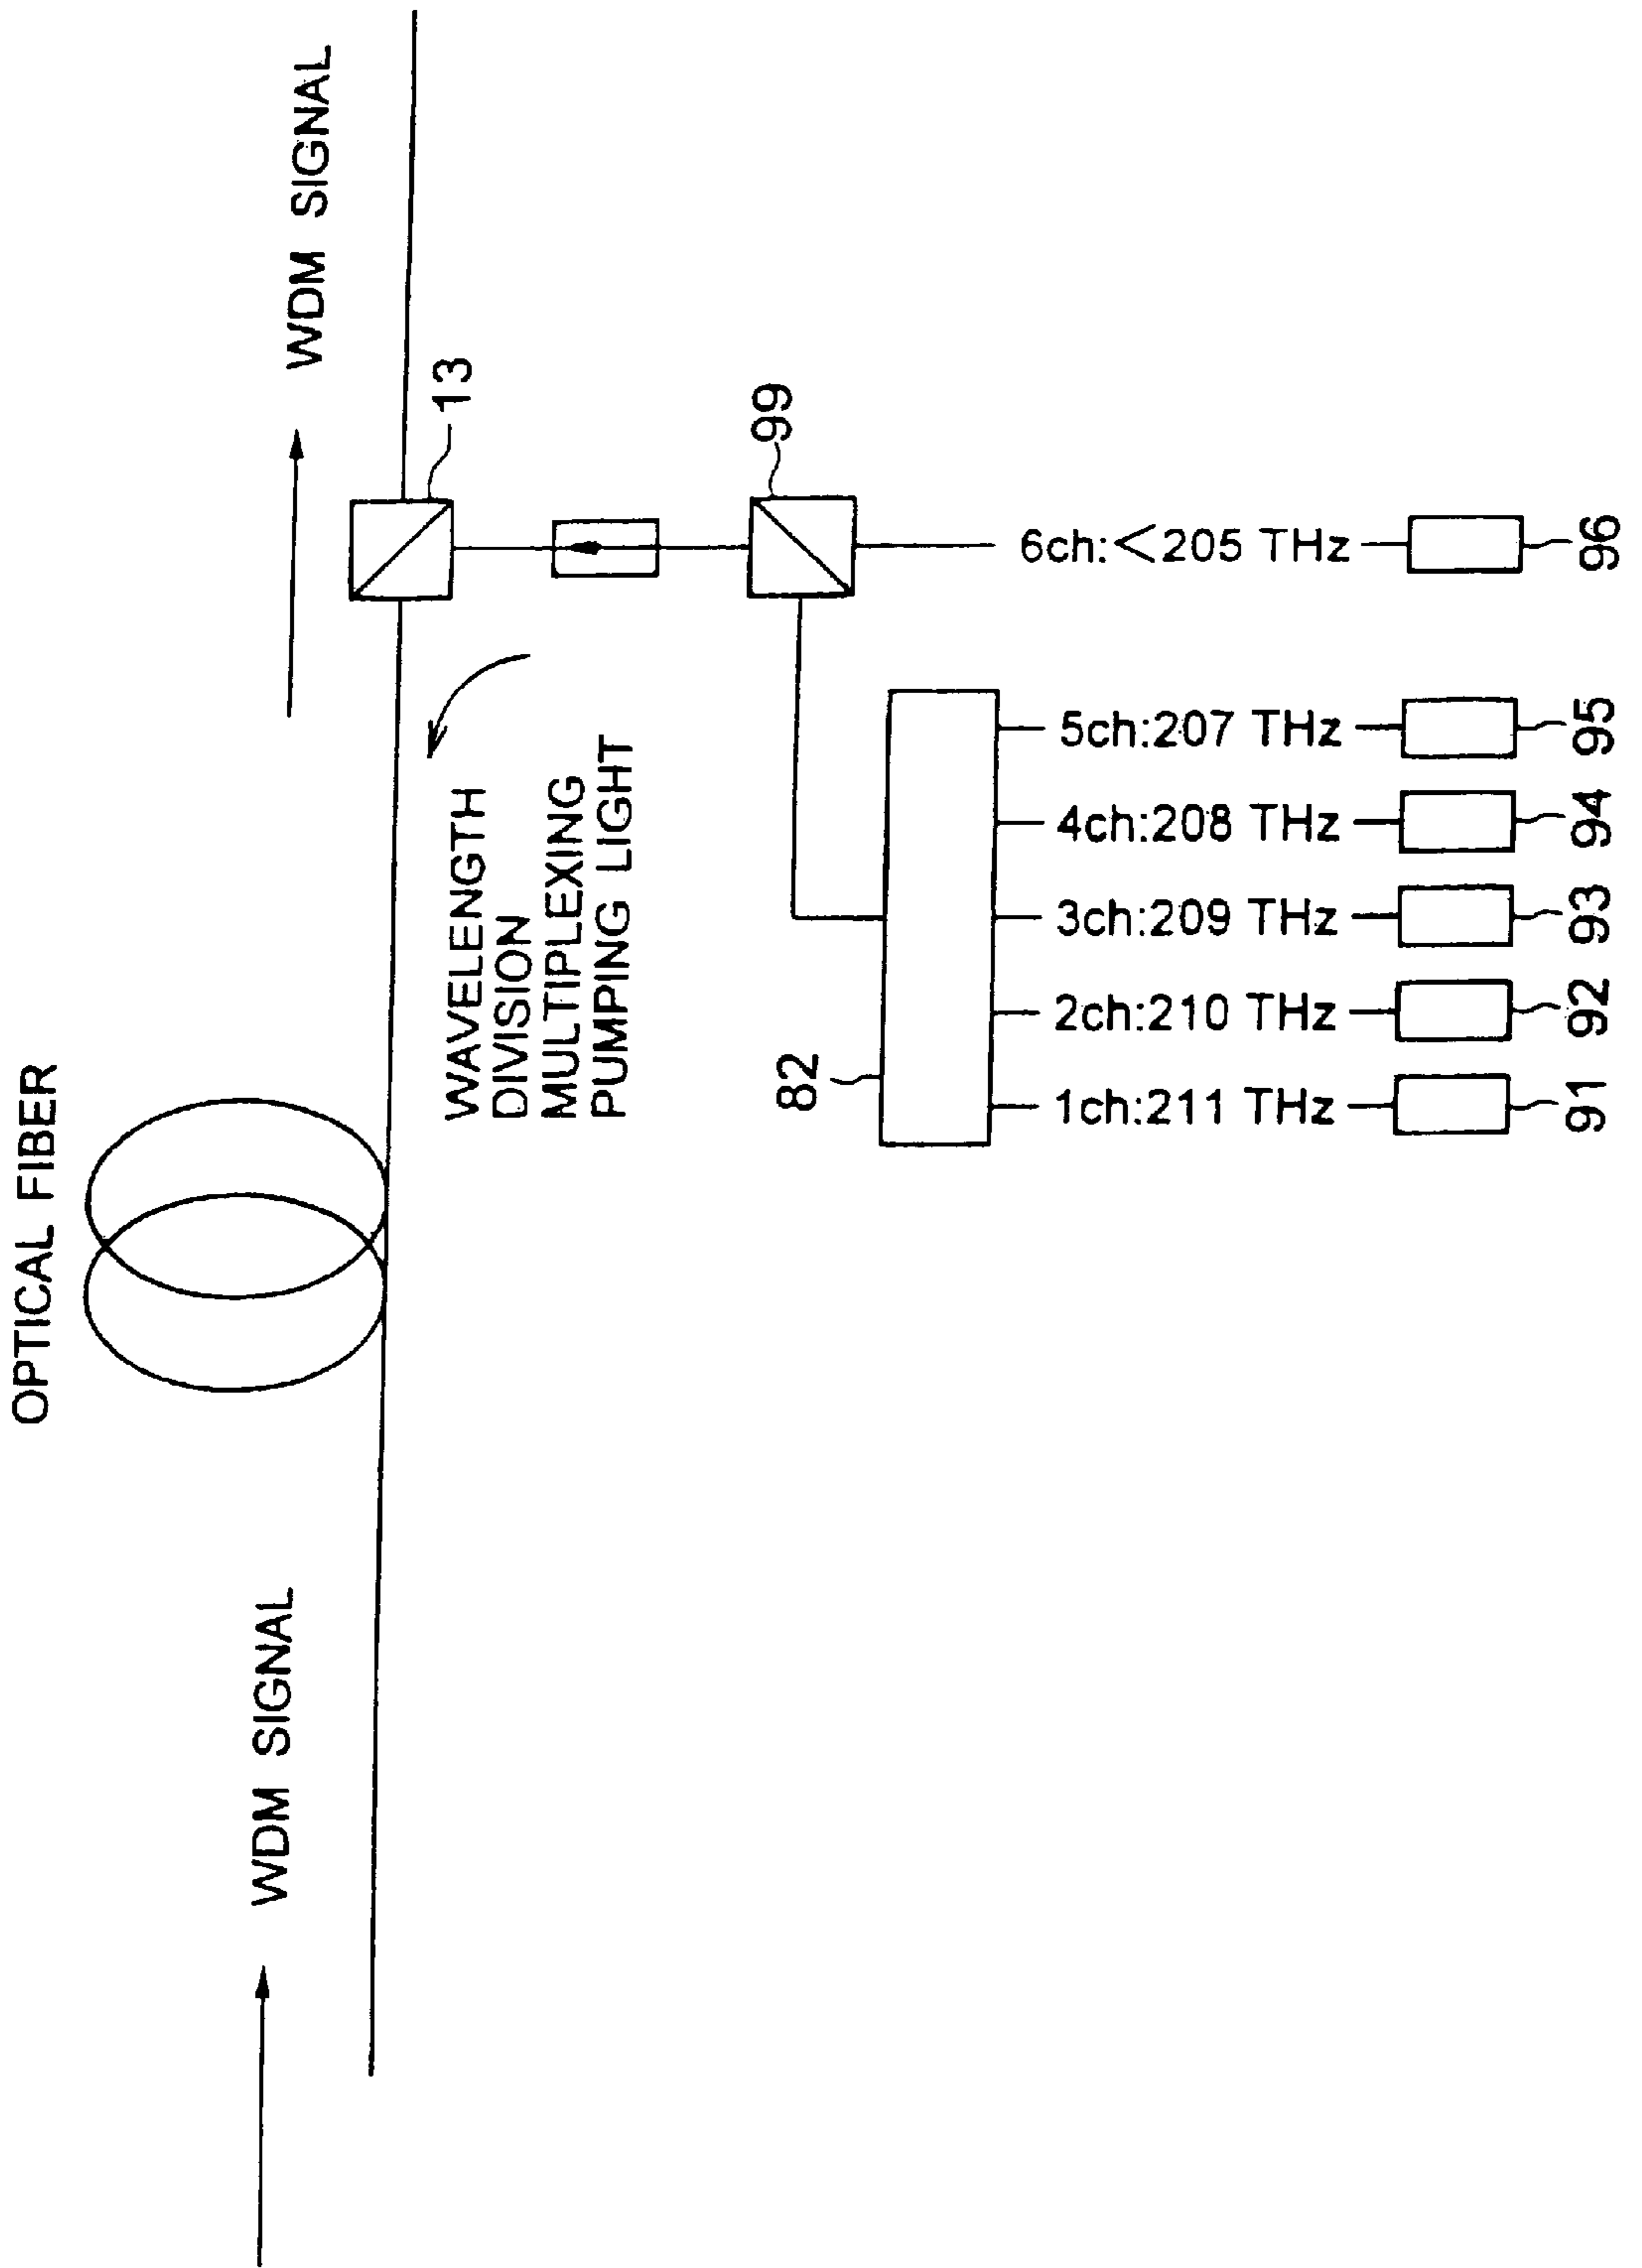 OPTICAL FIBER
WDM SIGNAL
WDM SIGNAL
13
WAVELENGTH
DIVISION
MULTIPLEXING
PUMPING LIGHT
99
82
1ch:211 THz
2ch:210 THz
3ch:209 THz
4ch:208 THz
5ch:207 THz
6ch:<205 THz
91
92
93
94
95
96